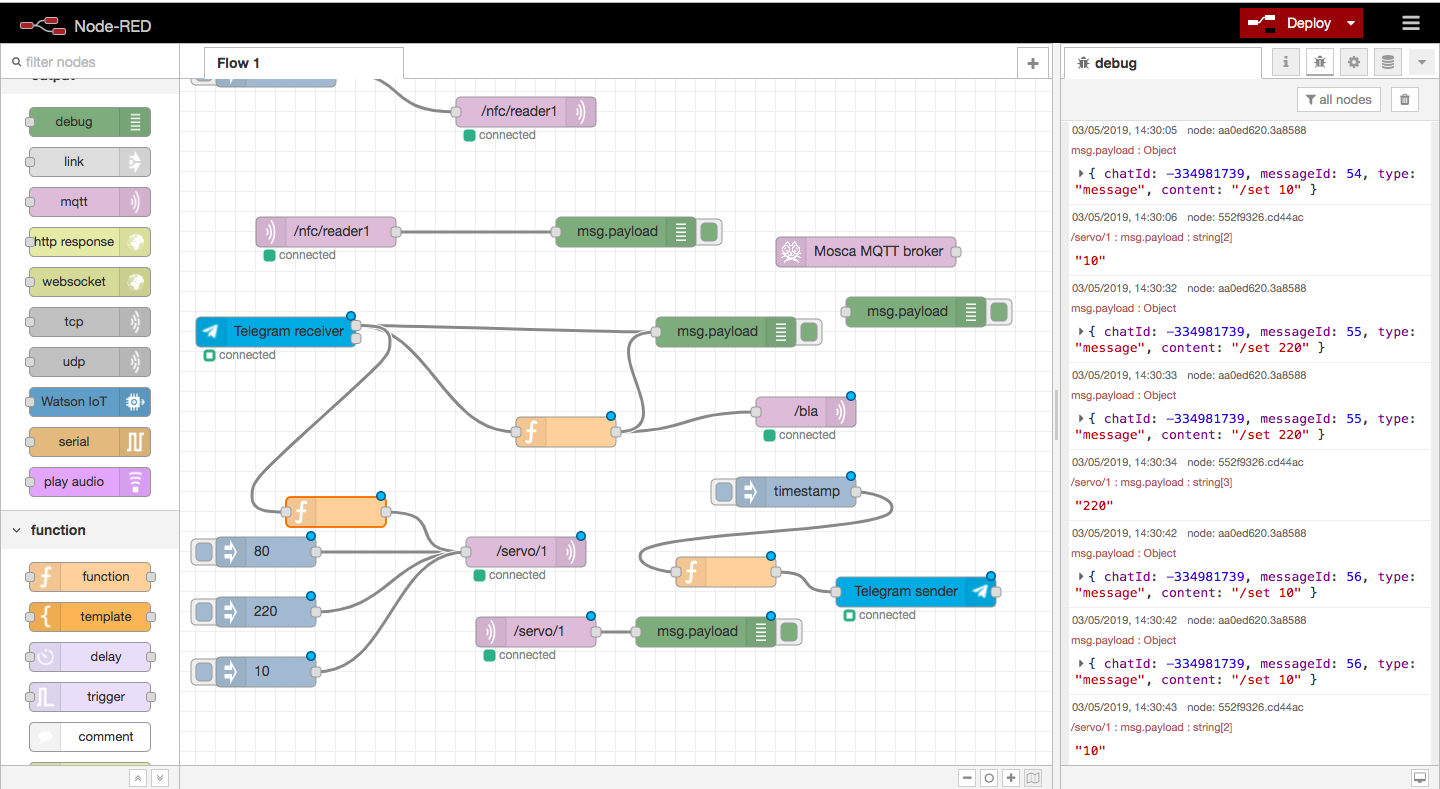 Node-RED
Deploy
filter nodes
output
debug
link
mqtt
http response
websocket
tcp
udp
Watson IoT
serial
play audio
function
function
template
delay
trigger
comment
Flow 1
/nfc/reader1
connected
/nfc/reader1
connected
msg.payload
Mosca MQTT broker
msg.payload
Telegram receiver
connected
msg.payload
/bla
connected
timestamp
80
/servo/1
connected
220
Telegram sender
connected
/servo/1
connected
msg.payload
10
debug
i
all nodes
03/05/2019, 14:30:05 node: aa0ed620.3a8588
msg.payload : Object
{ chatId: -334981739, messageId: 54, type:
"message", content: "/set 10" }
03/05/2019, 14:30:06 node: 552f9326.cd44ac
/servo/1 : msg.payload : string[2]
"10"
03/05/2019, 14:30:32 node: aa0ed620.3a8588
msg.payload : Object
{ chatId: -334981739, messageId: 55, type:
"message", content: "/set 220" }
03/05/2019, 14:30:33 node: aa0ed620.3a8588
msg.payload : Object
{ chatId: -334981739, messageId: 55, type:
"message", content: "/set 220" }
03/05/2019, 14:30:34 node: 552f9326.cd44ac
/servo/1 : msg.payload : string[3]
"220"
03/05/2019, 14:30:42 node: aa0ed620.3a8588
msg.payload : Object
{ chatId: -334981739, messageId: 56, type:
"message", content: "/set 10" }
03/05/2019, 14:30:42 node: aa0ed620.3a8588
msg.payload : Object
{ chatId: -334981739, messageId: 56, type:
"message", content: "/set 10" }
03/05/2019, 14:30:43 node: 552f9326.cd44ac
/servo/1 : msg.payload : string[2]
"10"